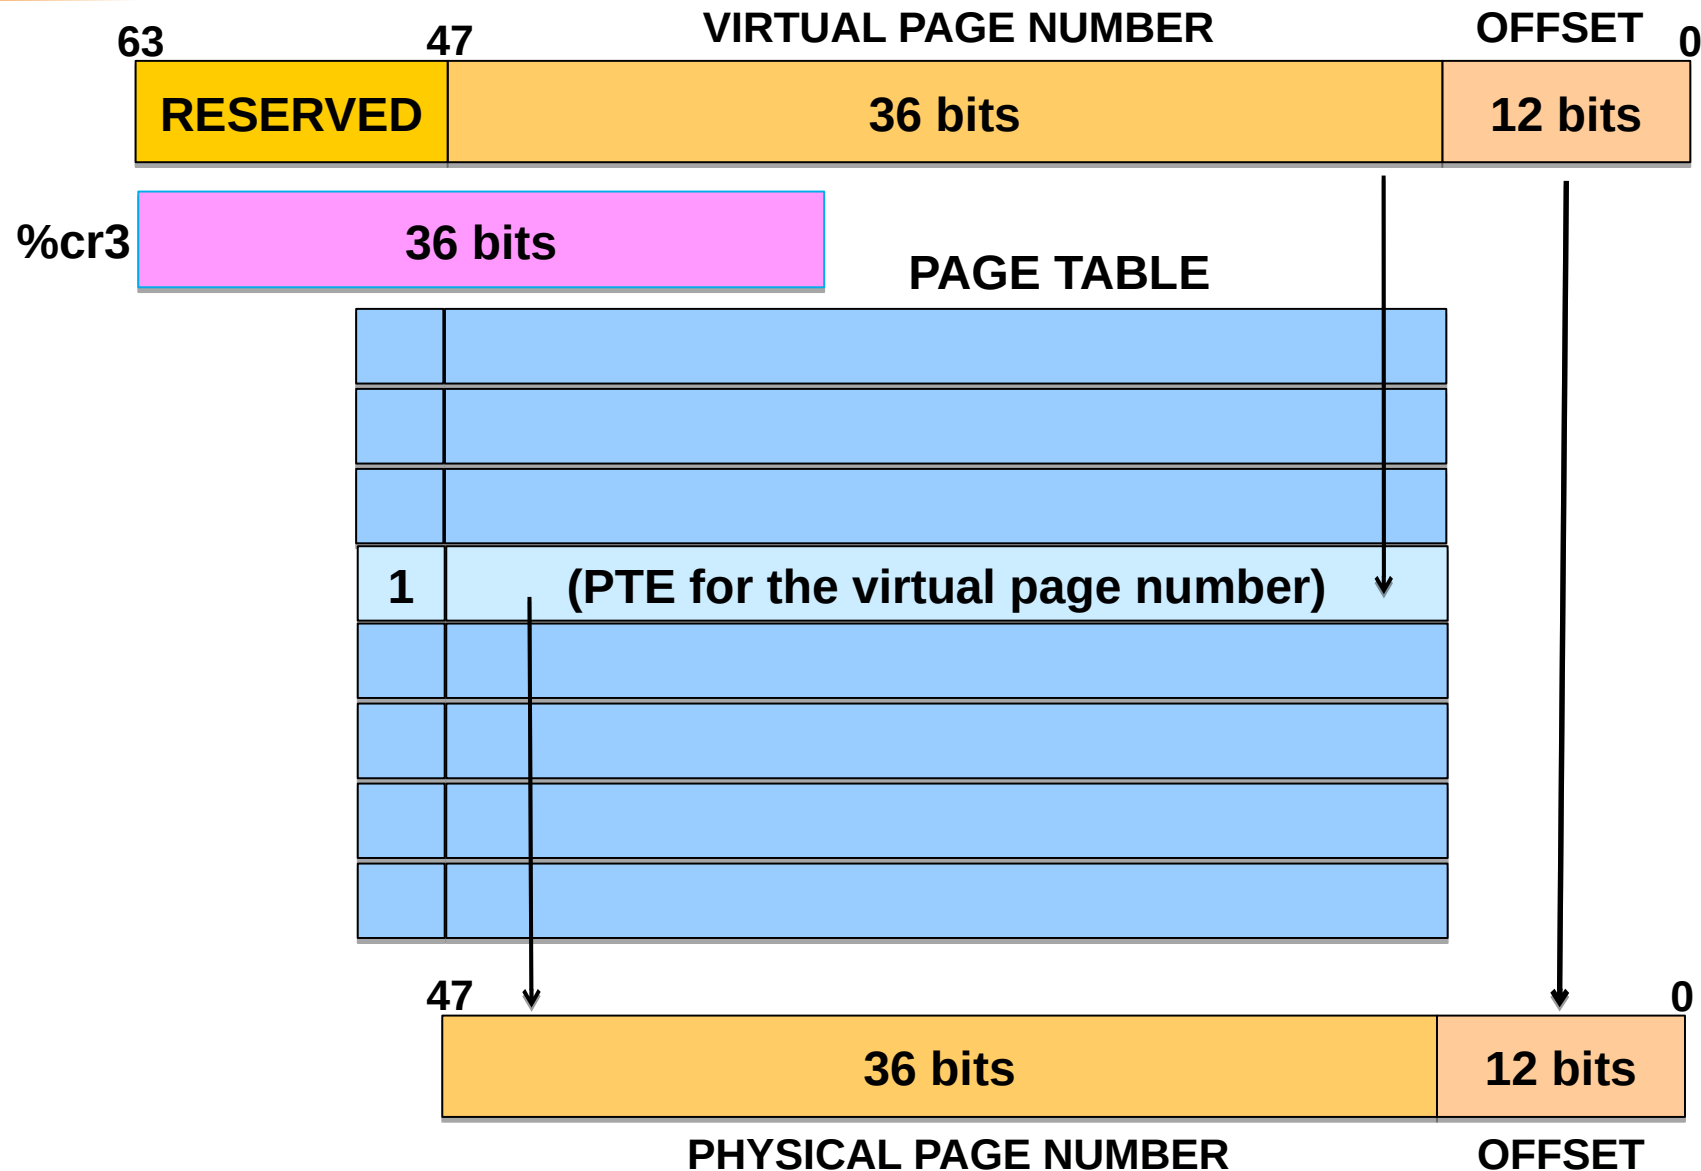 VIRTUAL PAGE NUMBER OFFSET
63 47 0
RESERVED 36 bits 12 bits
%cr3 36 bits
PAGE TABLE
1 (PTE for the virtual page number)
47 0
36 bits 12 bits
PHYSICAL PAGE NUMBER OFFSET